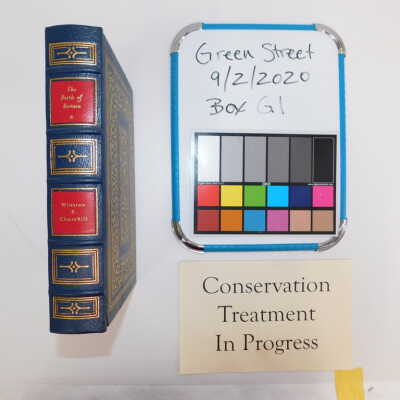 The
Birth of
Britain
Winston
S
Churchill
Green Street
9/2/2020
Box G1
Conservation
Treatment
In Progress